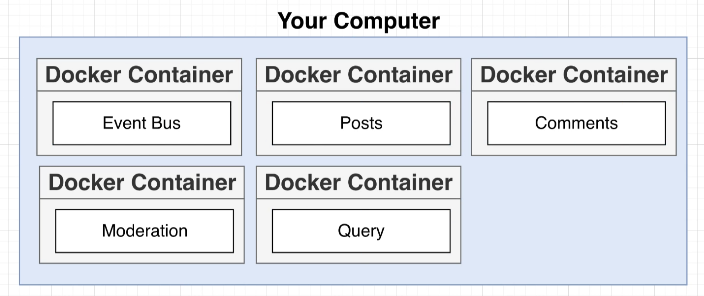 Your Computer
Docker Container
Docker Container
Docker Container
Event Bus
Posts
Comments
Docker Container
Docker Container
Moderation
Query